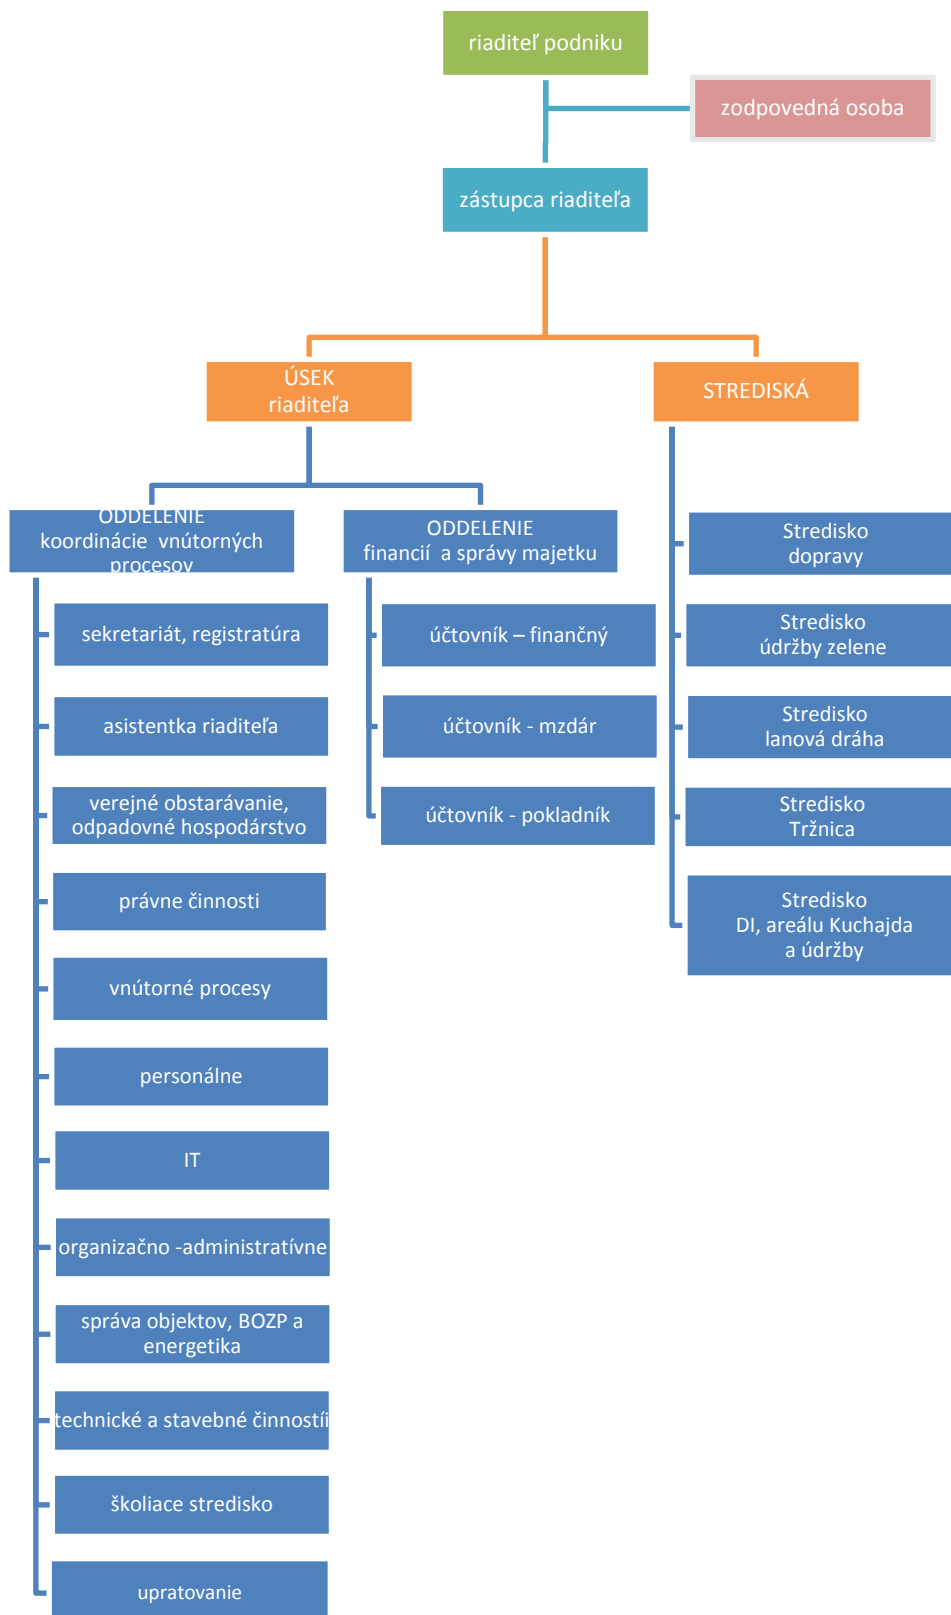 riaditeľ podniku
zodpovedná osoba
zástupca riaditeľa
ÚSEK
riaditeľa
STREDISKÁ
ODDELENIE
koordinácie vnútorných
procesov
sekretariát, registratúra
asistentka riaditeľa
verejné obstarávanie,
odpadovné hospodárstvo
právne činnosti
vnútorné procesy
personálne
IT
organizačno -administratívne
správa objektov, BOZP a
energetika
technické a stavebné činnostíi
školiace stredisko
upratovanie
ODDELENIE
financií a správy majetku
účtovník – finančný
účtovník - mzdár
účtovník - pokladník
Stredisko
dopravy
Stredisko
údržby zelene
Stredisko
lanová dráha
Stredisko
Tržnica
Stredisko
DI, areálu Kuchajda
a údržby